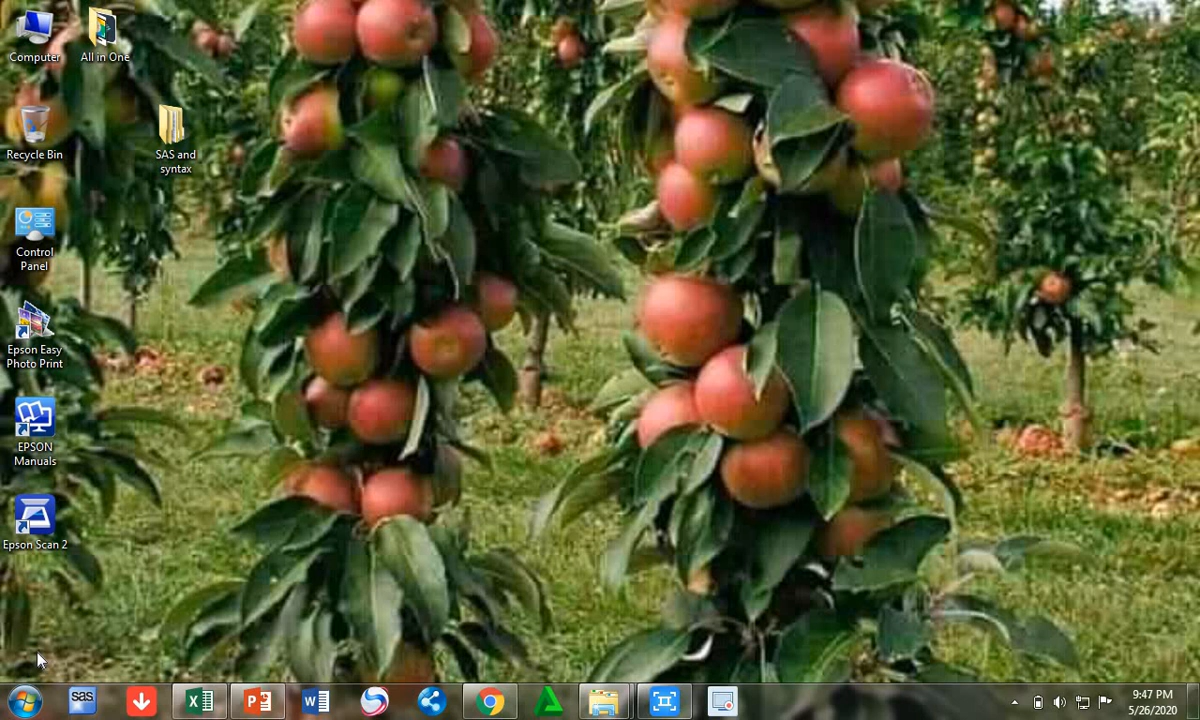 Computer
All in One
Recycle Bin
SAS and
syntax
Control
Panel
Epson Easy
Photo Print
EPSON
Manuals
Epson Scan 2
sas
9:47 PM
5/26/2020